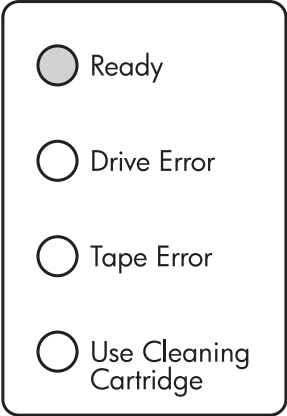 Ready
Drive Error
Tape Error
Use Cleaning
Cartridge